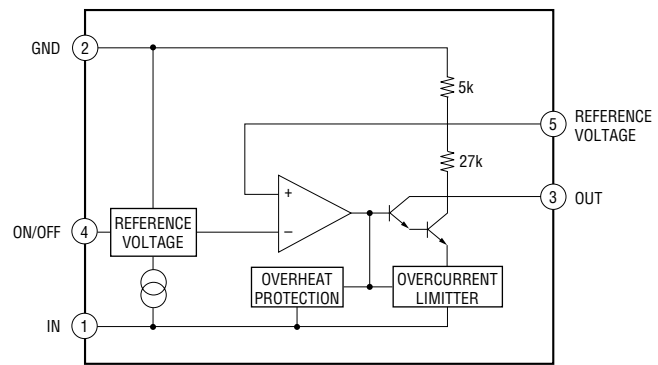 GND 2
5k
5 REFERENCE
VOLTAGE
27k
+
3 OUT
ON/OFF 4
REFERENCE
VOLTAGE
−
OVERHEAT
PROTECTION
OVERCURRENT
LIMITTER
IN 1